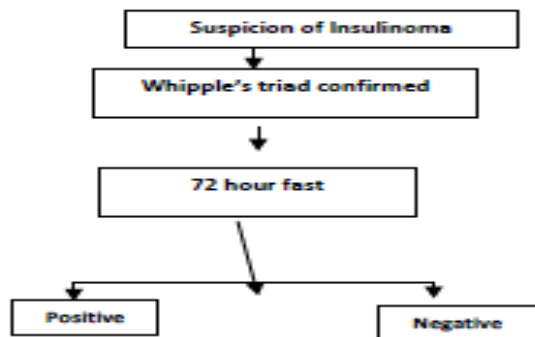 Suspicion of Insulinoma
Whipple's triad confirmed
72 hour fast
Positive
Negative